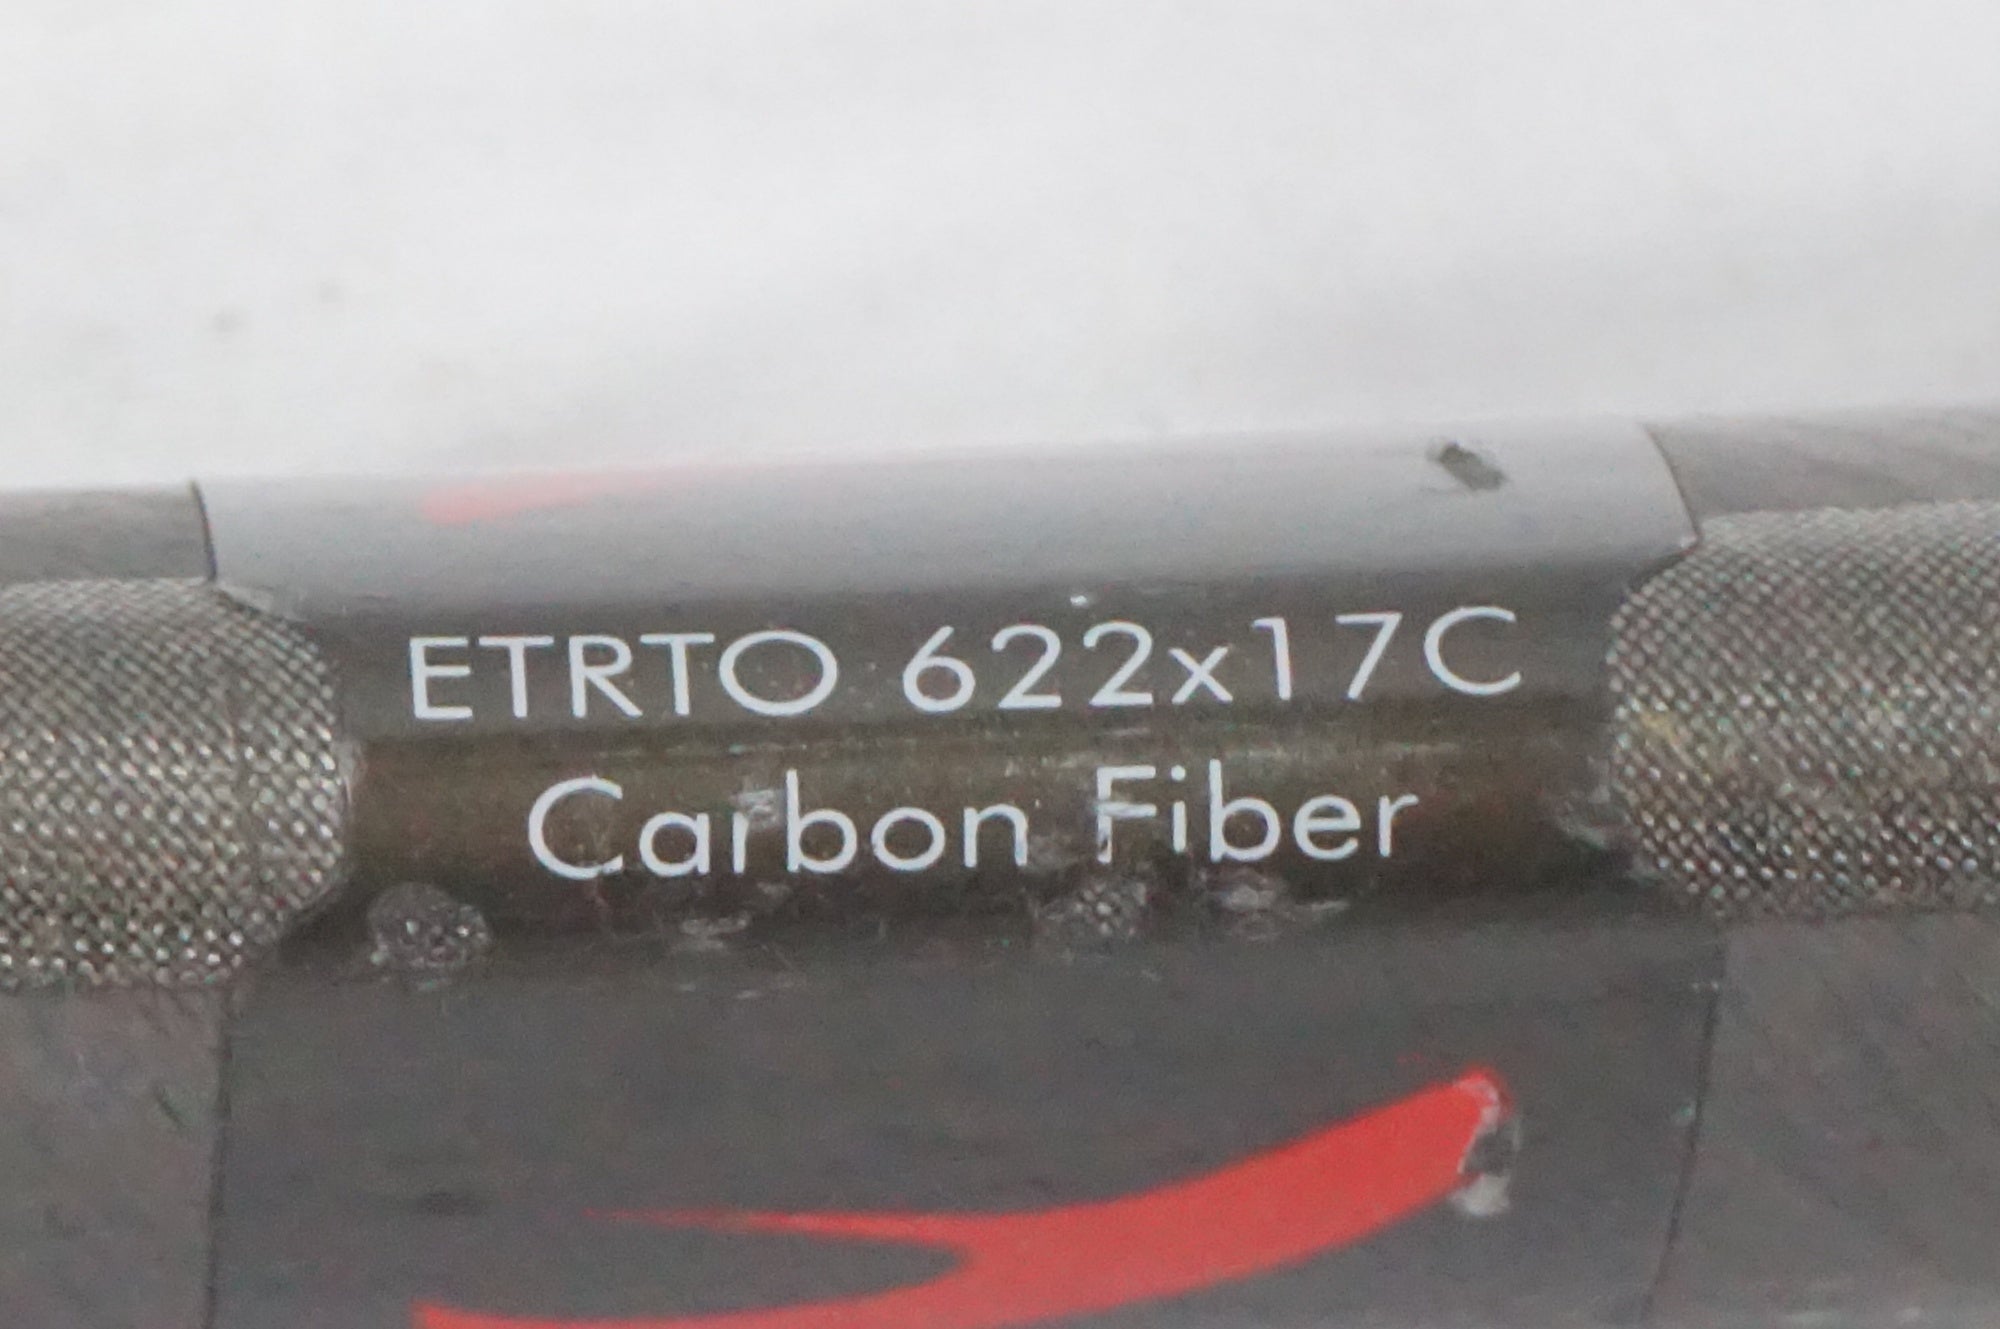 ETRTO 622x17C
Carbon Fiber